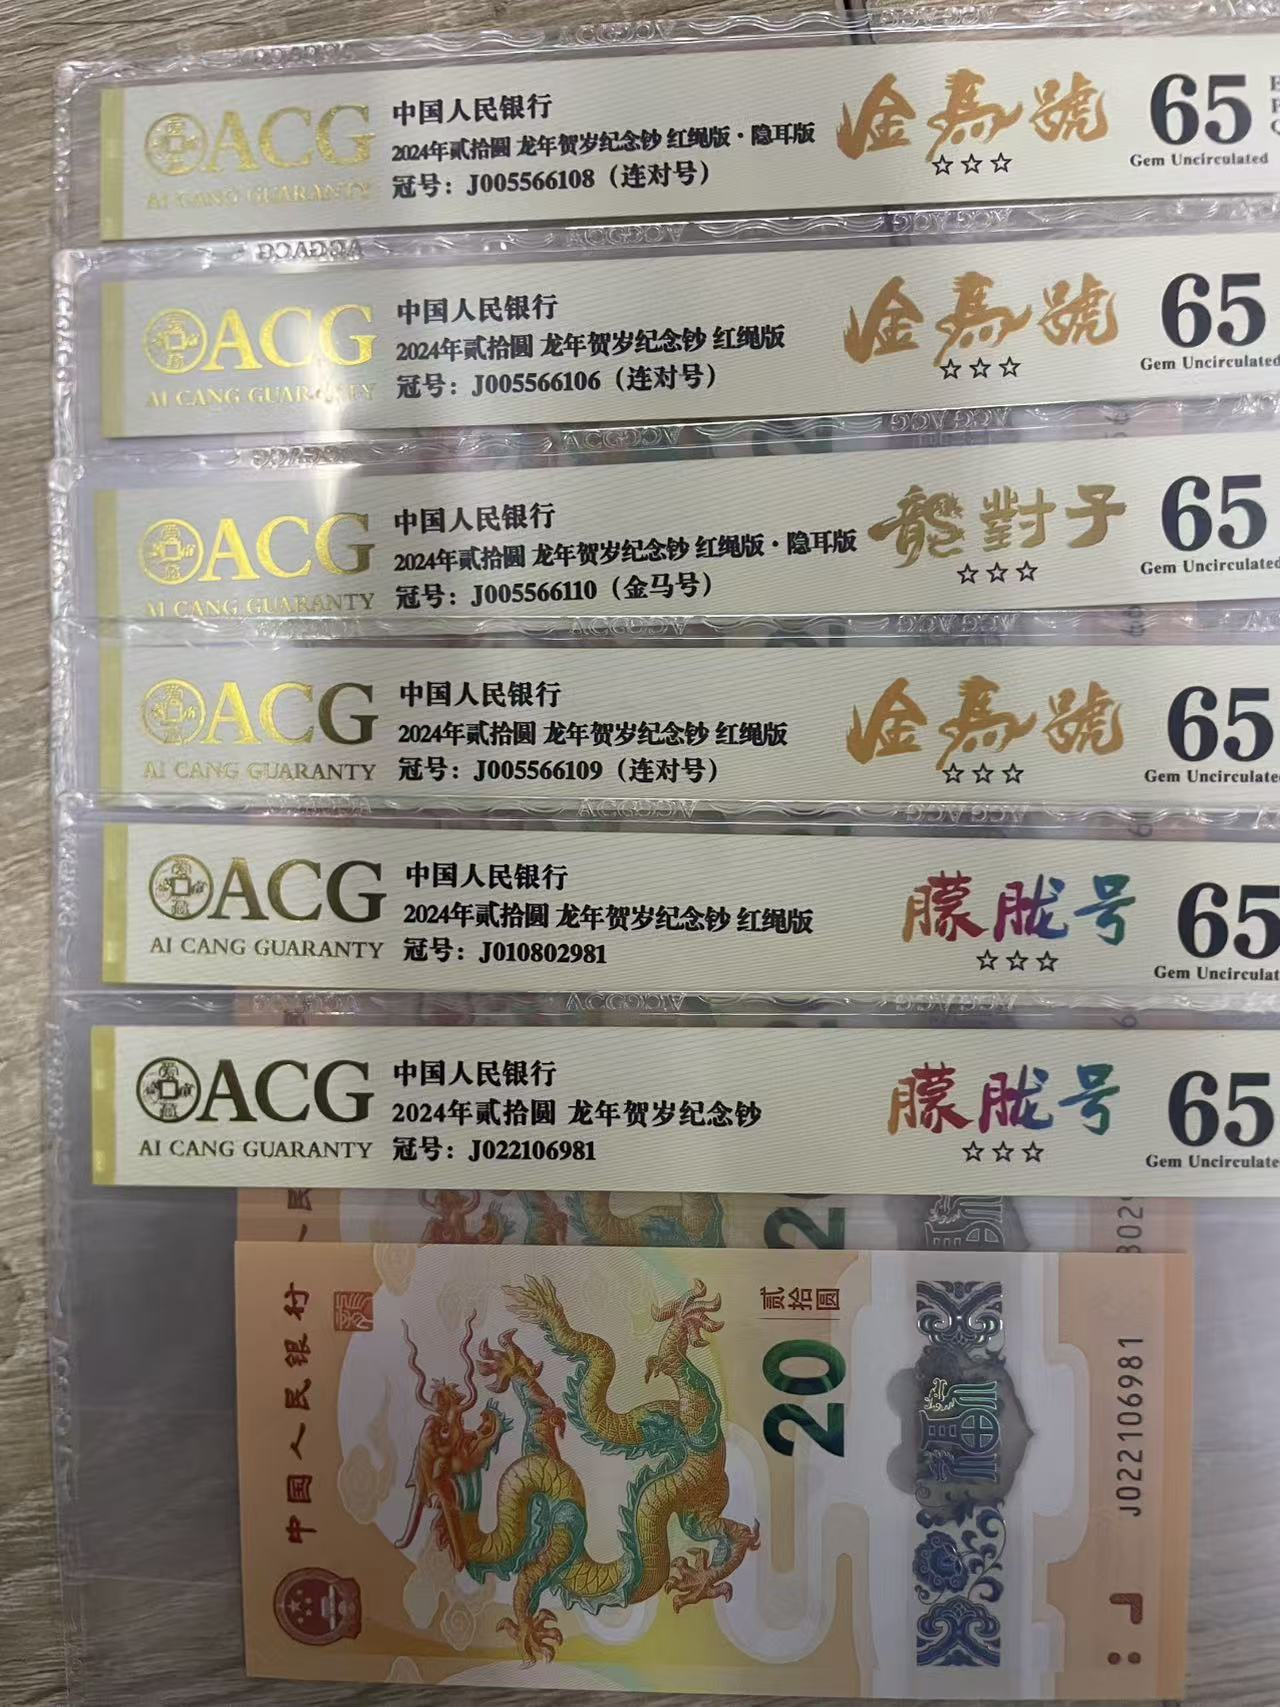 ACG
AI CANG GUARANTY
中国人民银行
2024年贰拾圆 龙年贺岁纪念钞 红绳版·隐耳版
冠号：J005566108（连对号）
金馬號
☆☆☆
65
Gem Uncirculated
ACG
AI CANG GUARANTY
中国人民银行
2024年贰拾圆 龙年贺岁纪念钞 红绳版
冠号：J005566106（连对号）
金馬號
☆☆☆
65
Gem Uncirculated
ACG
AI CANG GUARANTY
中国人民银行
2024年贰拾圆 龙年贺岁纪念钞 红绳版·隐耳版
冠号：J005566110（金马号）
龍對子
☆☆☆
65
Gem Uncirculated
ACG
AI CANG GUARANTY
中国人民银行
2024年贰拾圆 龙年贺岁纪念钞 红绳版
冠号：J005566109（连对号）
金馬號
☆☆☆
65
Gem Uncirculate
ACG
AI CANG GUARANTY
中国人民银行
2024年贰拾圆 龙年贺岁纪念钞 红绳版
冠号：J010802981
朦胧号
☆☆☆
65
Gem Uncirculat
ACG
AI CANG GUARANTY
中国人民银行
2024年贰拾圆 龙年贺岁纪念钞
冠号：J022106981
朦胧号
☆☆☆
65
Gem Uncirculate
中国人民银行
贰拾圆
20
福
J022106981